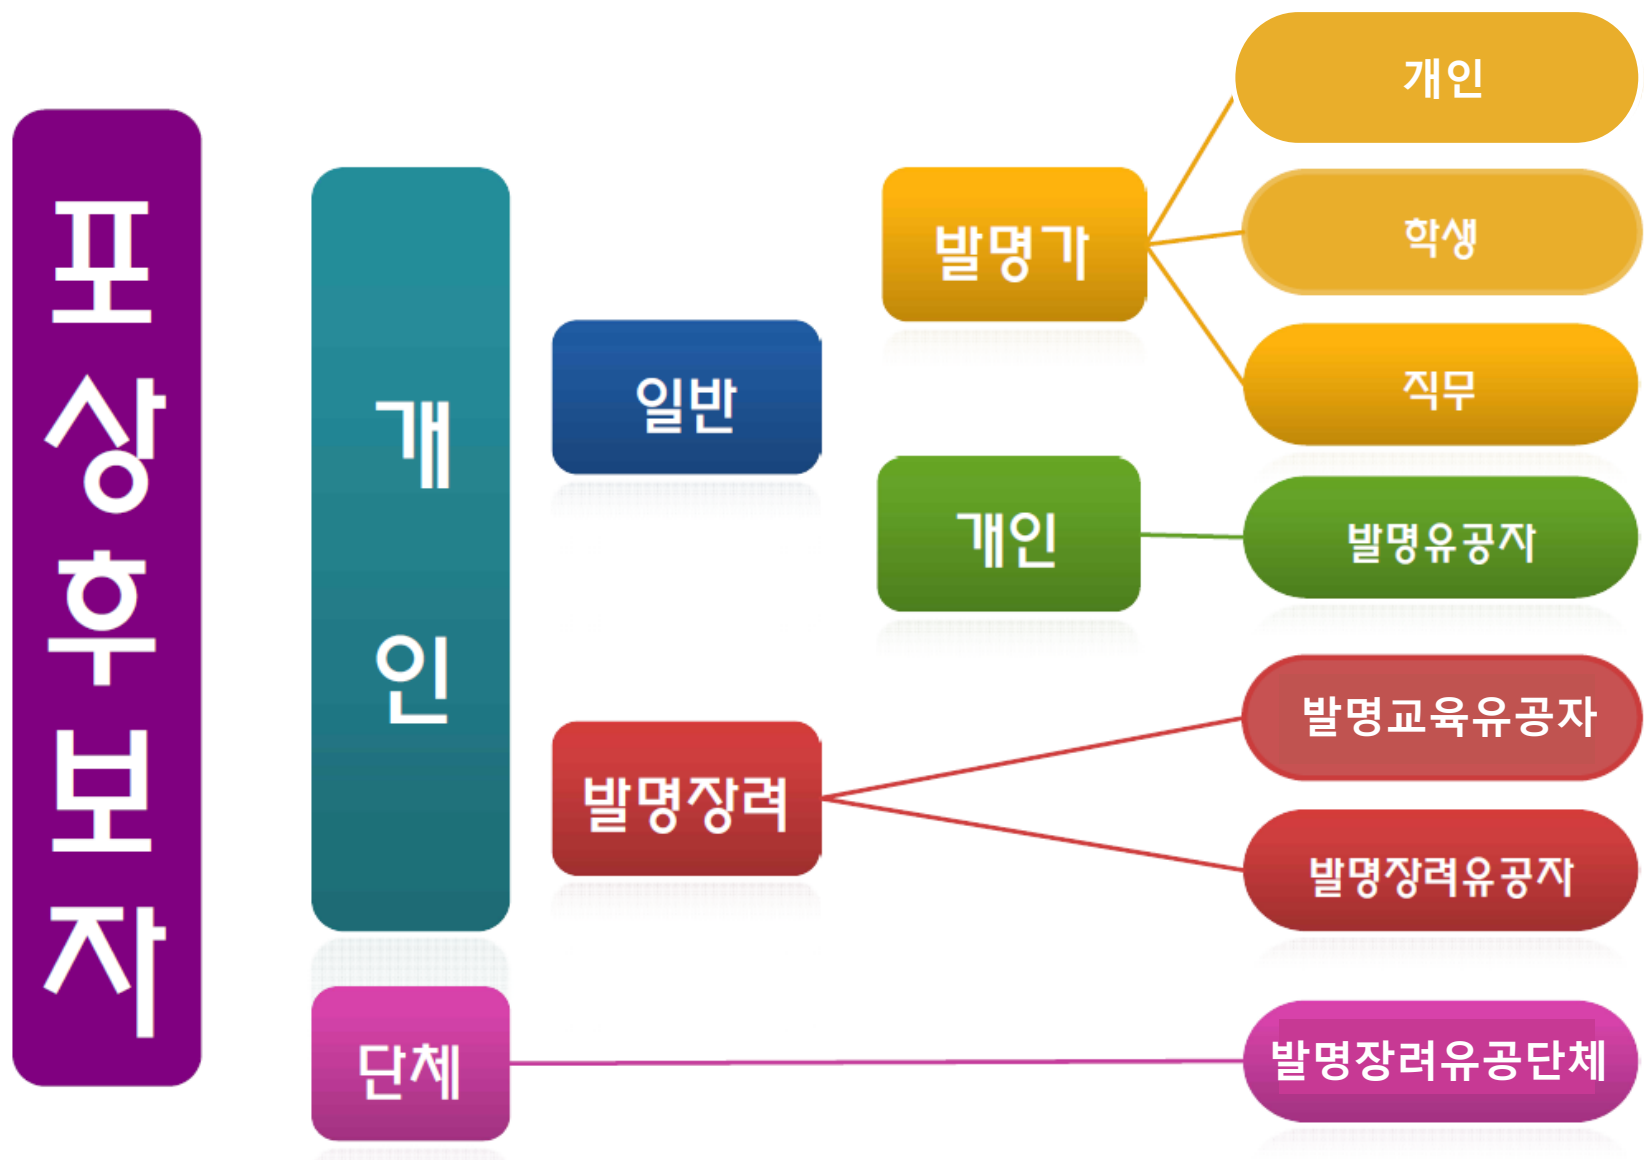 포상후보자
개인
일반
발명가
개인
학생
직무
개인
발명유공자
발명장려
발명교육유공자
발명장려유공자
단체
발명장려유공단체